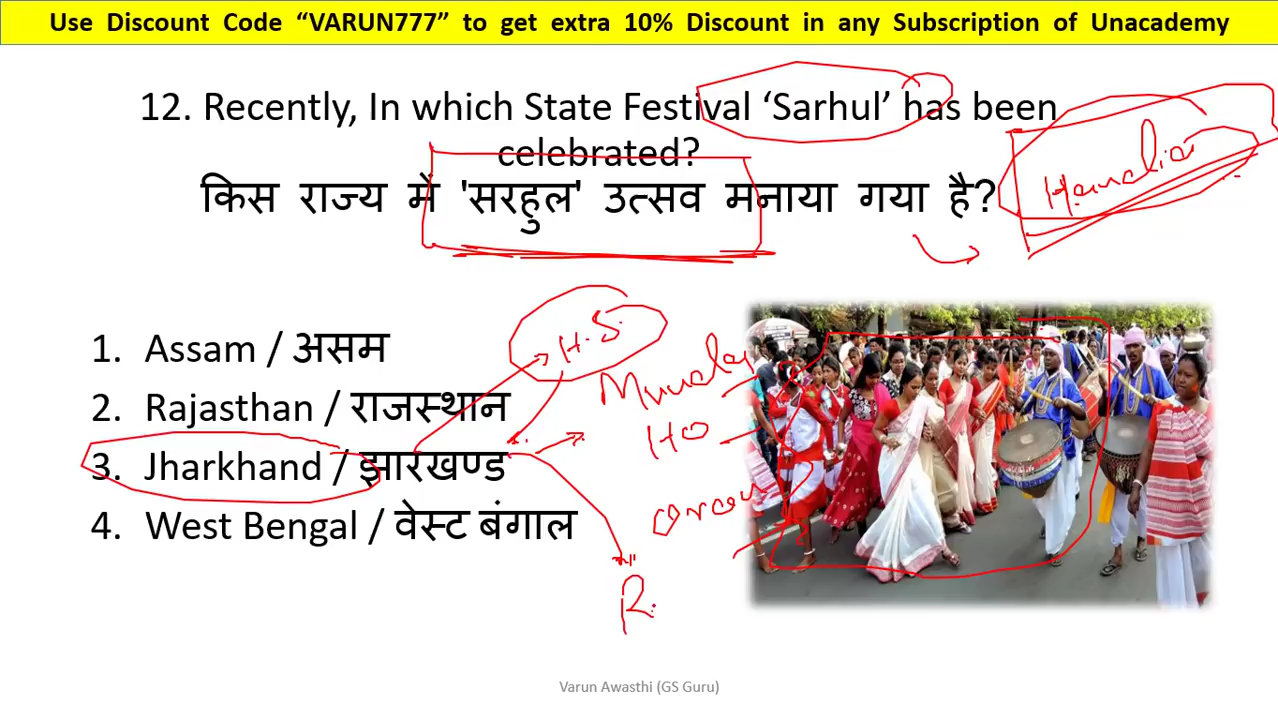 Use Discount Code “VARUN777” to get extra 10% Discount in any Subscription of Unacademy
12. Recently, In which State Festival ‘Sarhul’ has been
celebrated?
किस राज्य में 'सरहुल' उत्सव मनाया गया है?
1. Assam / असम
2. Rajasthan / राजस्थान
3. Jharkhand / झारखण्ड
4. West Bengal / वेस्ट बंगाल
H.S.
Munda
HO
R.
Varun Awasthi (GS Guru)